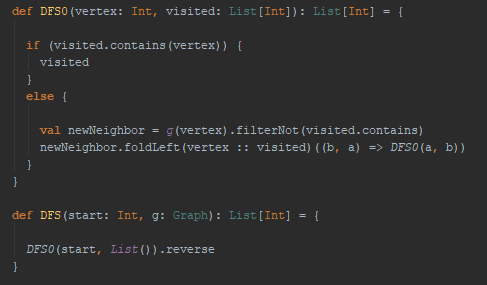 def DFS0(vertex: Int, visited: List[Int]): List[Int] = {
if (visited.contains(vertex)) {
visited
}
else {
val newNeighbor = g(vertex).filterNot(visited.contains)
newNeighbor.foldLeft(vertex :: visited)((b, a) => DFS0(a, b))
}
}
def DFS(start: Int, g: Graph): List[Int] = {
DFS0(start, List()).reverse
}